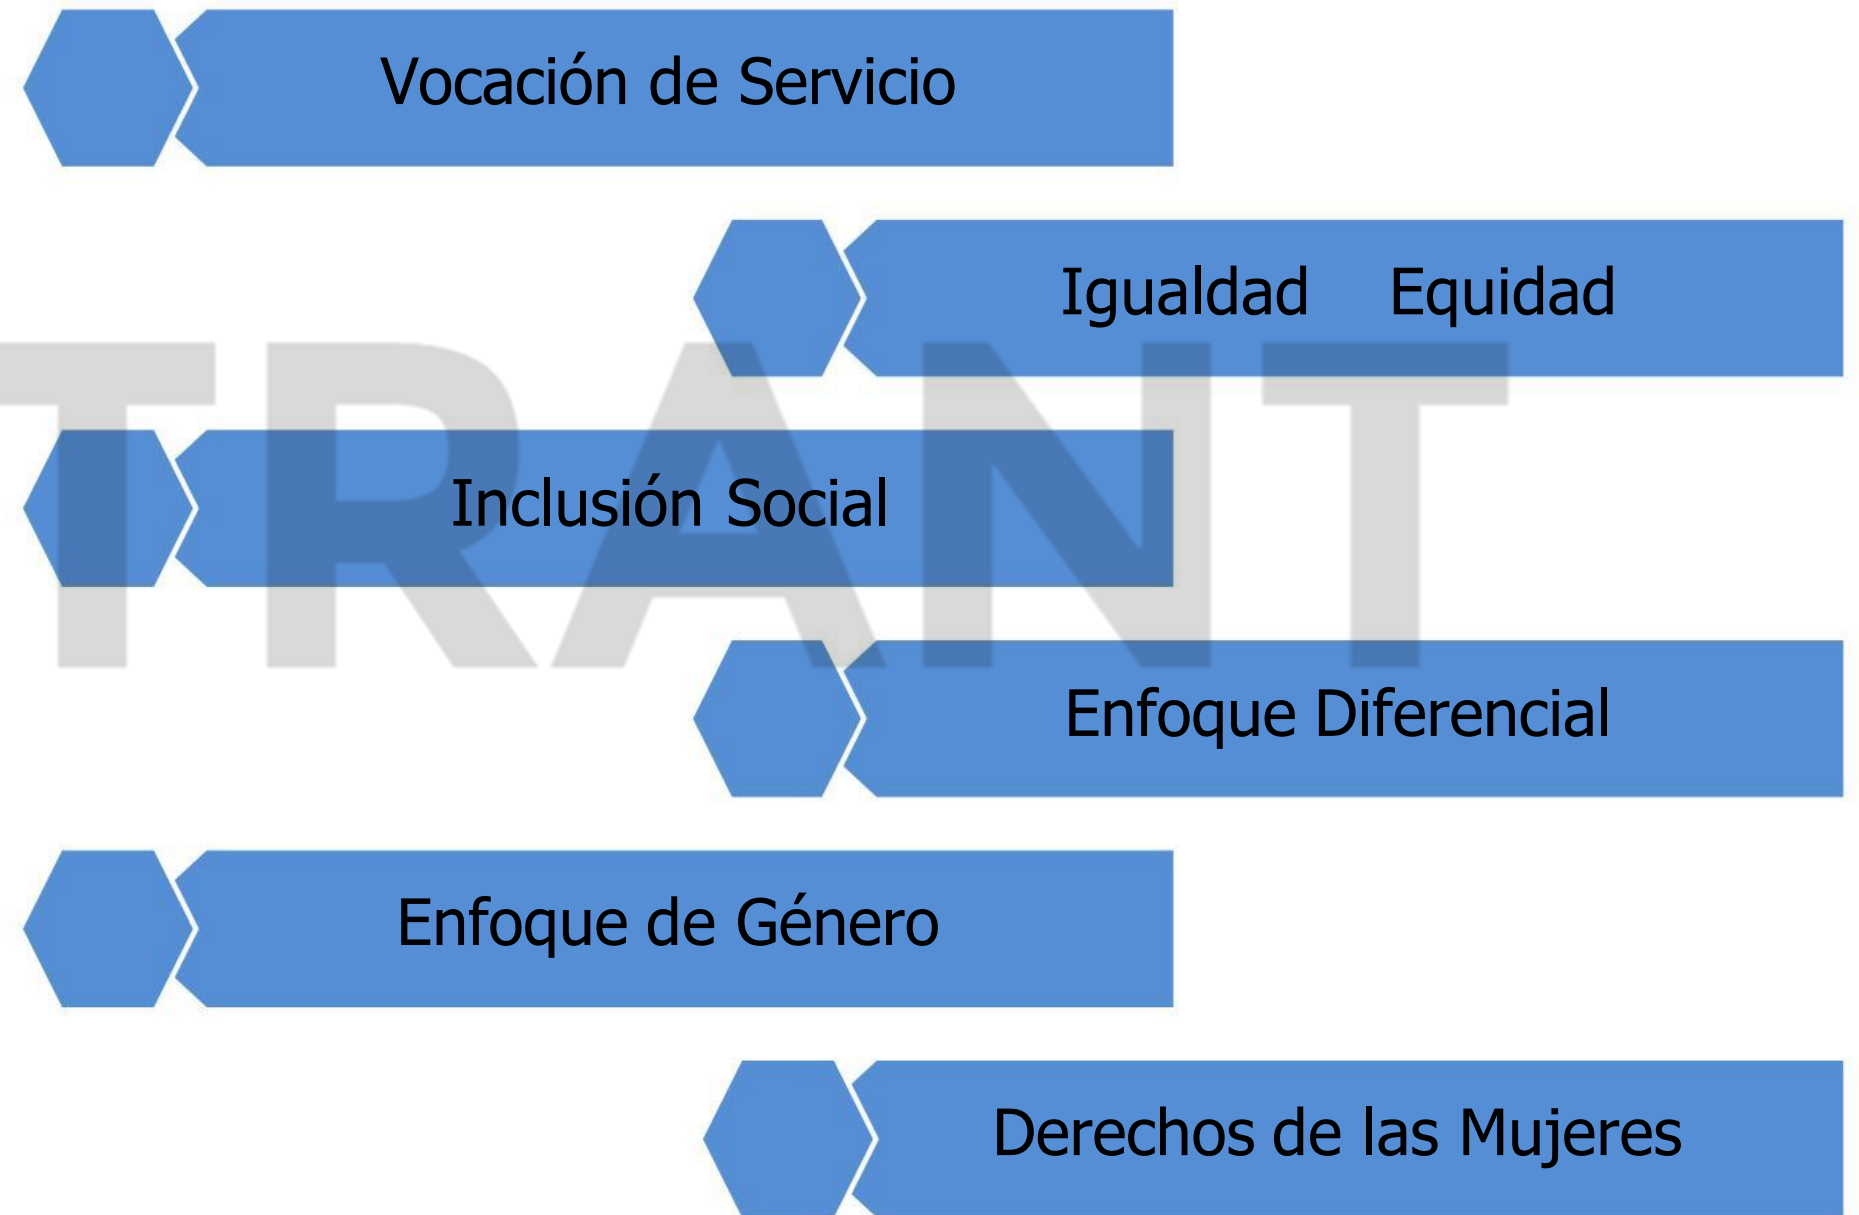 Vocación de Servicio
Igualdad Equidad
TRANT
Inclusión Social
Enfoque Diferencial
Enfoque de Género
Derechos de las Mujeres